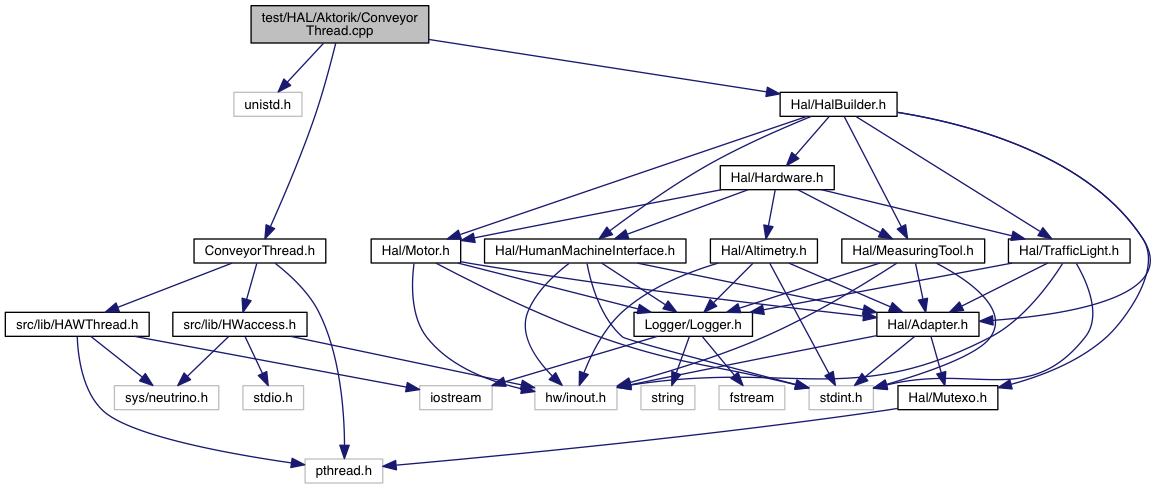 test/HAL/Aktorik/Conveyor
Thread.cpp
unistd.h
Hal/HalBuilder.h
Hal/Hardware.h
ConveyorThread.h
Hal/Motor.h
Hal/HumanMachineInterface.h
Hal/Altimetry.h
Hal/MeasuringTool.h
Hal/TrafficLight.h
src/lib/HAWThread.h
src/lib/HWaccess.h
Logger/Logger.h
Hal/Adapter.h
sys/neutrino.h
stdio.h
iostream
hw/inout.h
string
fstream
stdint.h
Hal/Mutexo.h
pthread.h